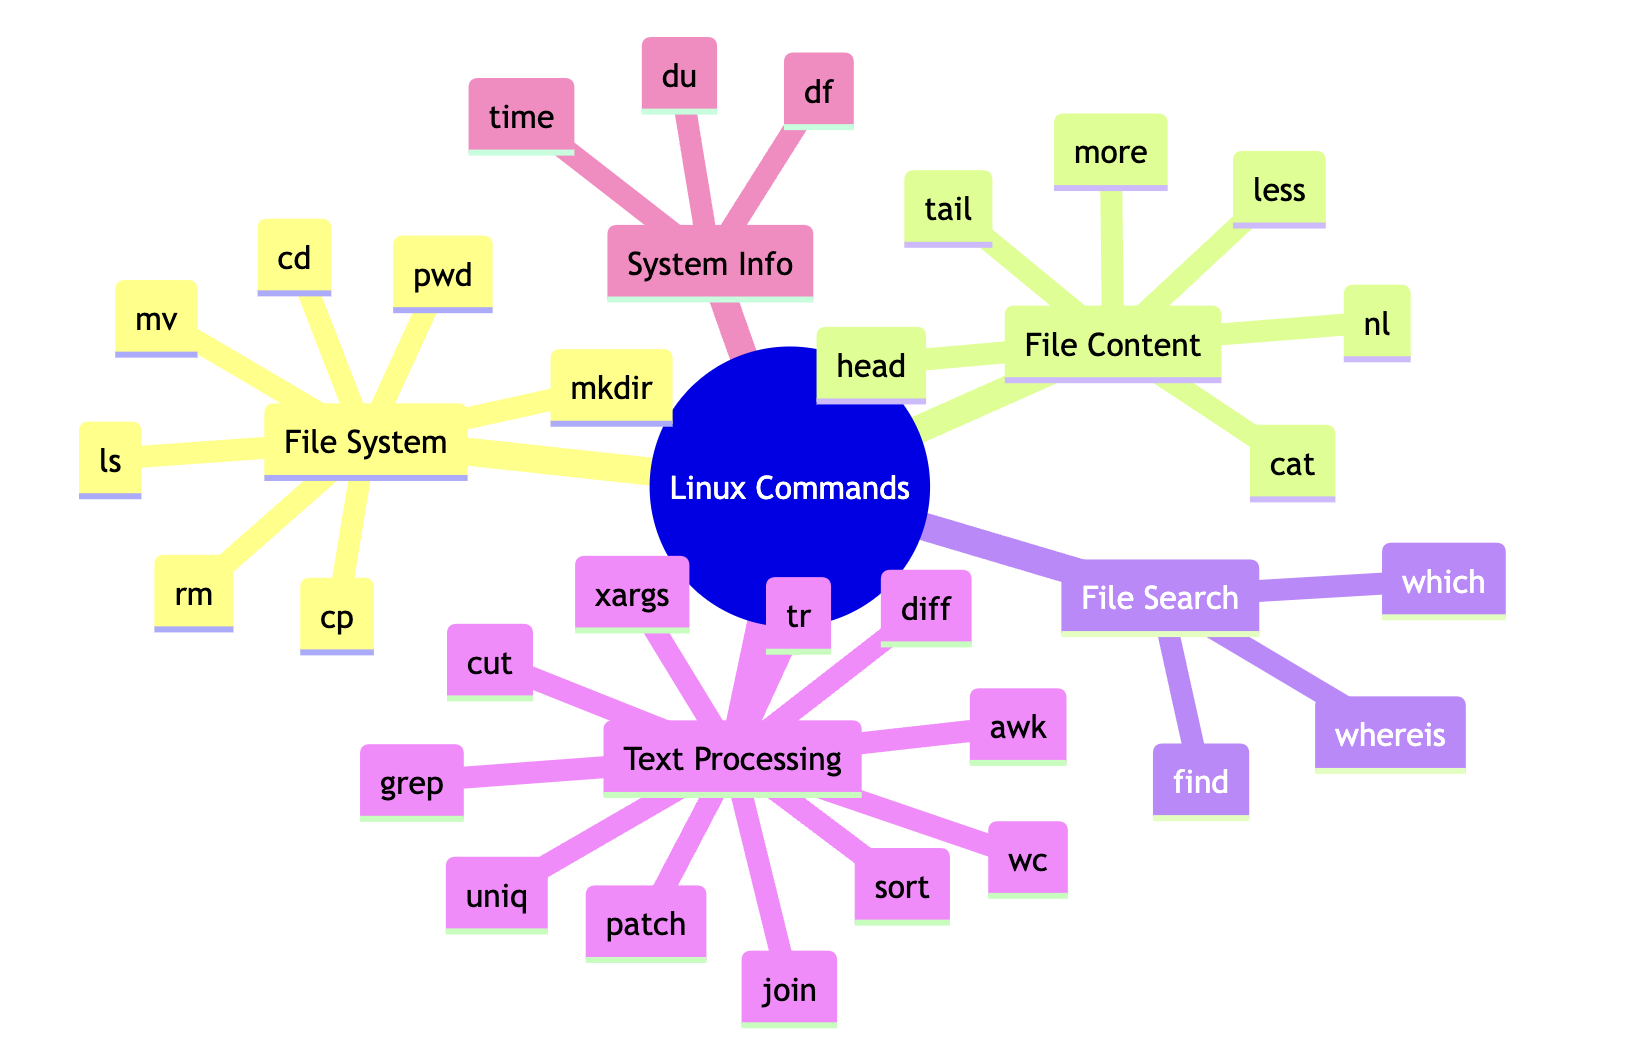 Linux Commands
System Info
time
du
df
File Content
tail
more
less
nl
head
cat
File System
cd
pwd
mv
mkdir
ls
rm
cp
File Search
which
whereis
find
Text Processing
xargs
tr
diff
cut
awk
grep
wc
uniq
sort
patch
join